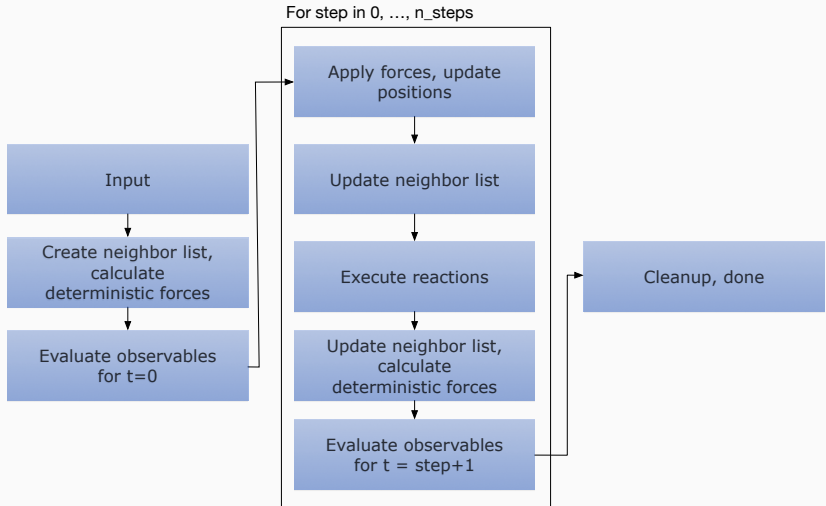 For step in 0, …, n_steps
Input
Create neighbor list,
calculate
deterministic forces
Evaluate observables
for t=0
Apply forces, update
positions
Update neighbor list
Execute reactions
Update neighbor list,
calculate
deterministic forces
Evaluate observables
for t = step+1
Cleanup, done